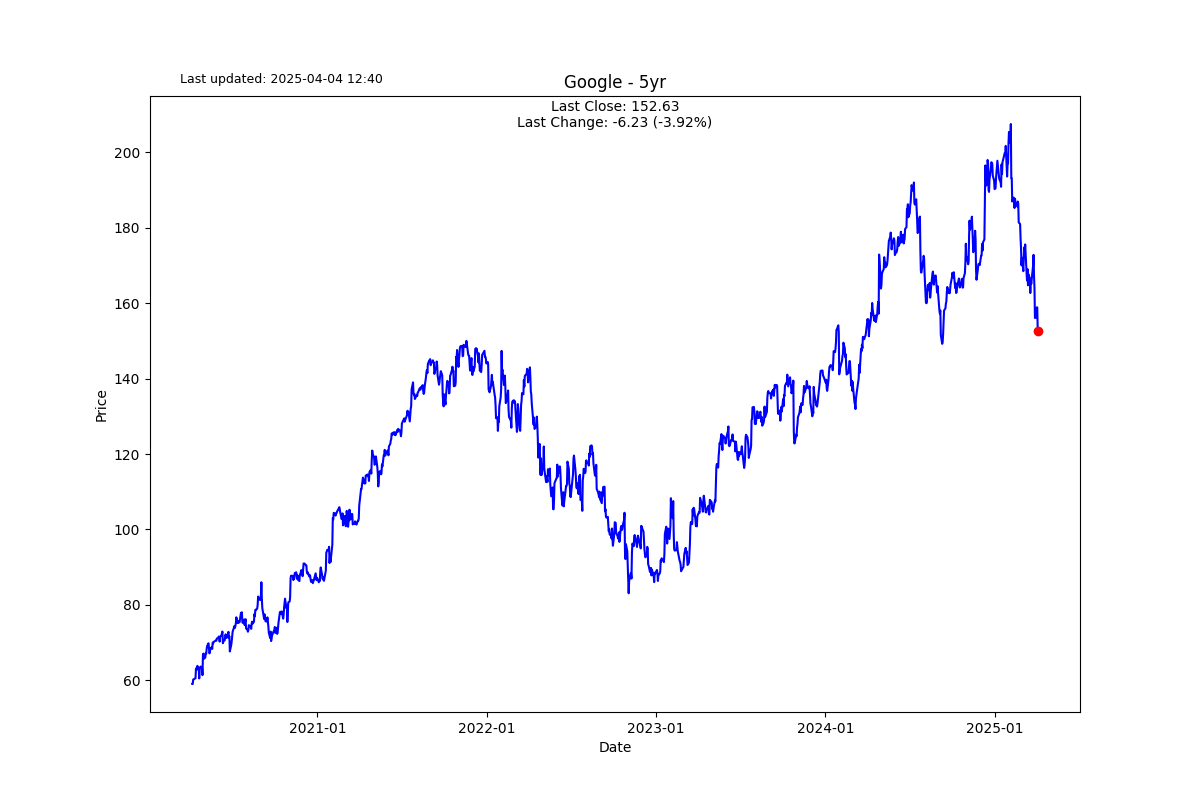 Last updated: 2025-04-04 12:40
Google - 5yr
Last Close: 152.63
Last Change: -6.23 (-3.92%)
200
180
160
140
120
100
80
60
Price
2021-01
2022-01
2023-01
2024-01
2025-01
Date